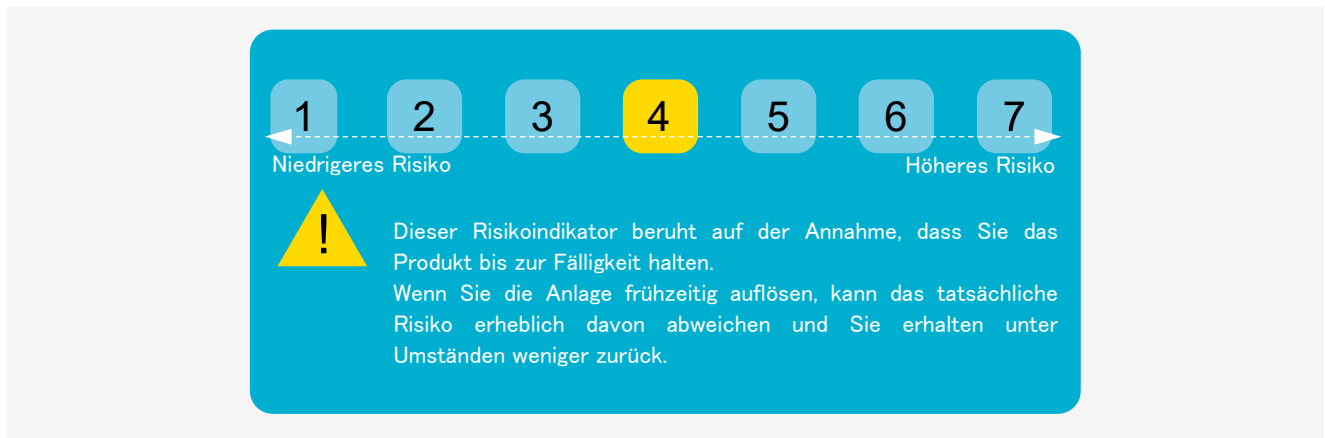 1 2 3 4 5 6 7
Niedrigeres Risiko Höheres Risiko
!
Dieser Risikoindikator beruht auf der Annahme, dass Sie das
Produkt bis zur Fälligkeit halten.
Wenn Sie die Anlage frühzeitig auflösen, kann das tatsächliche
Risiko erheblich davon abweichen und Sie erhalten unter
Umständen weniger zurück.